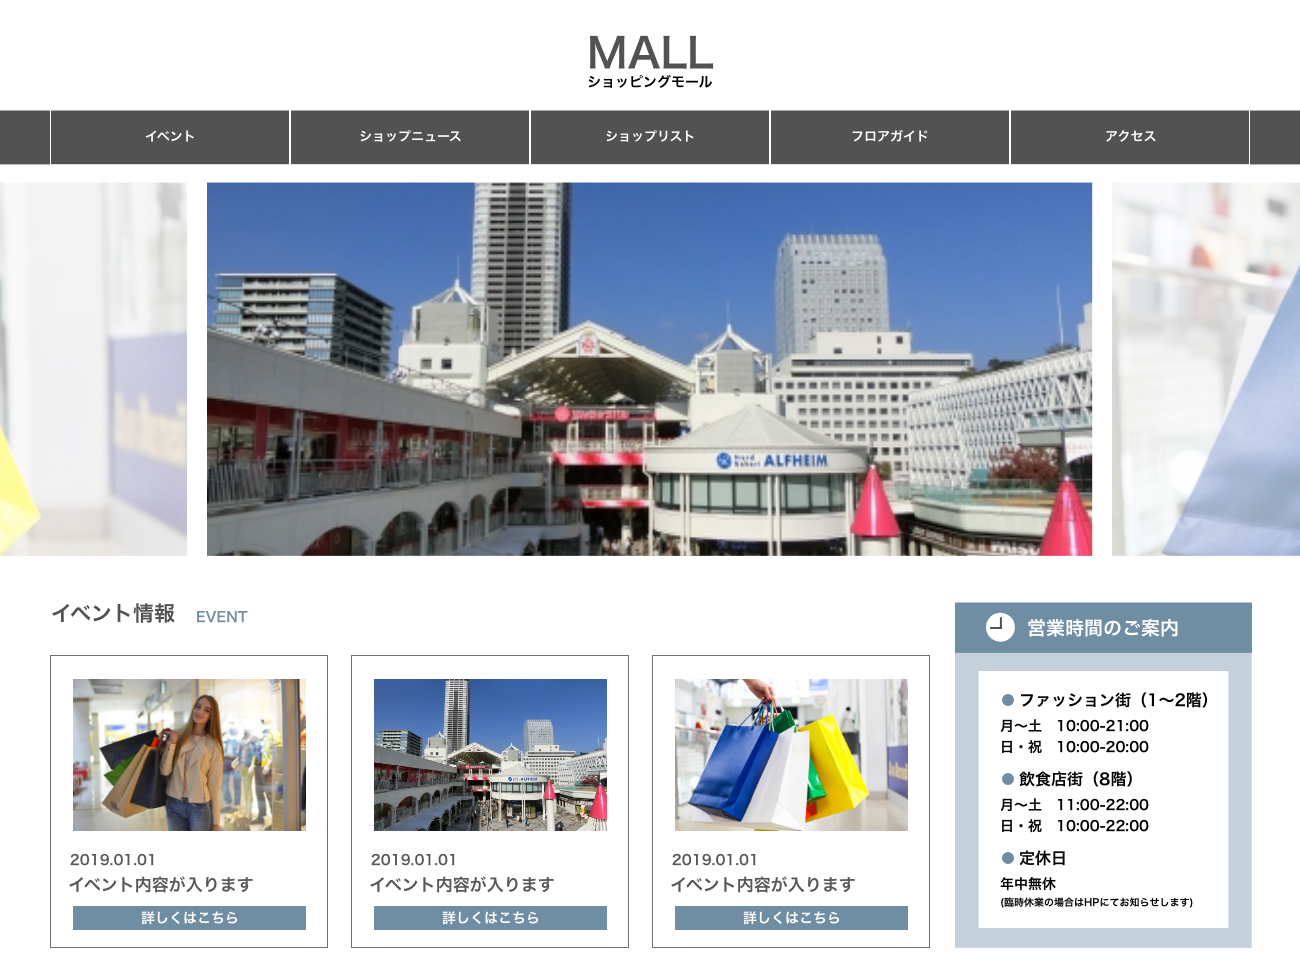 MALL
ショッピングモール
イベント
ショップニュース
ショップリスト
フロアガイド
アクセス
ALFHEIM
イベント情報 EVENT
2019.01.01
イベント内容が入ります
詳しくはこちら
ALFHEIM
2019.01.01
イベント内容が入ります
詳しくはこちら
2019.01.01
イベント内容が入ります
詳しくはこちら
営業時間のご案内
ファッション街（1〜2階）
月〜土 10:00-21:00
日・祝 10:00-20:00
飲食店街（8階）
月〜土 11:00-22:00
日・祝 10:00-22:00
定休日
年中無休
(臨時休業の場合はHPにてお知らせします)